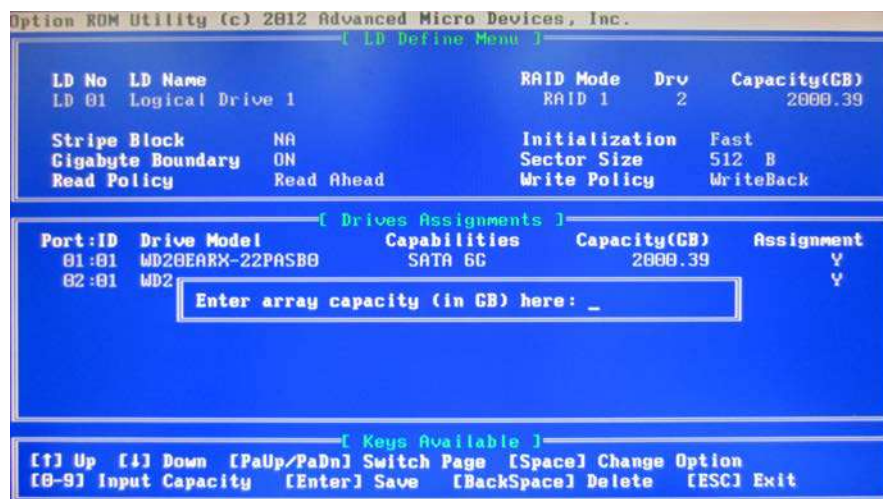 Option ROM Utility (c) 2012 Advanced Micro Devices, Inc.
[ LD Define Menu ]
LD No LD Name RAID Mode Drv Capacity(GB)
LD 01 Logical Drive 1 RAID 1 2 2000.39
Stripe Block NA Initialization Fast
Gigabyte Boundary ON Sector Size 512 B
Read Policy Read Ahead Write Policy WriteBack
[ Drives Assignments ]
Port:ID Drive Model Capabilities Capacity(GB) Assignment
01:01 WD20EARX-22PASB0 SATA 6G 2000.39 Y
02:01 WD2 Y
Enter array capacity (in GB) here: _
[ Keys Available ]
[↑] Up [↓] Down [PaUp/PaDn] Switch Page [Space] Change Option
[0-9] Input Capacity [Enter] Save [BackSpace] Delete [ESC] Exit